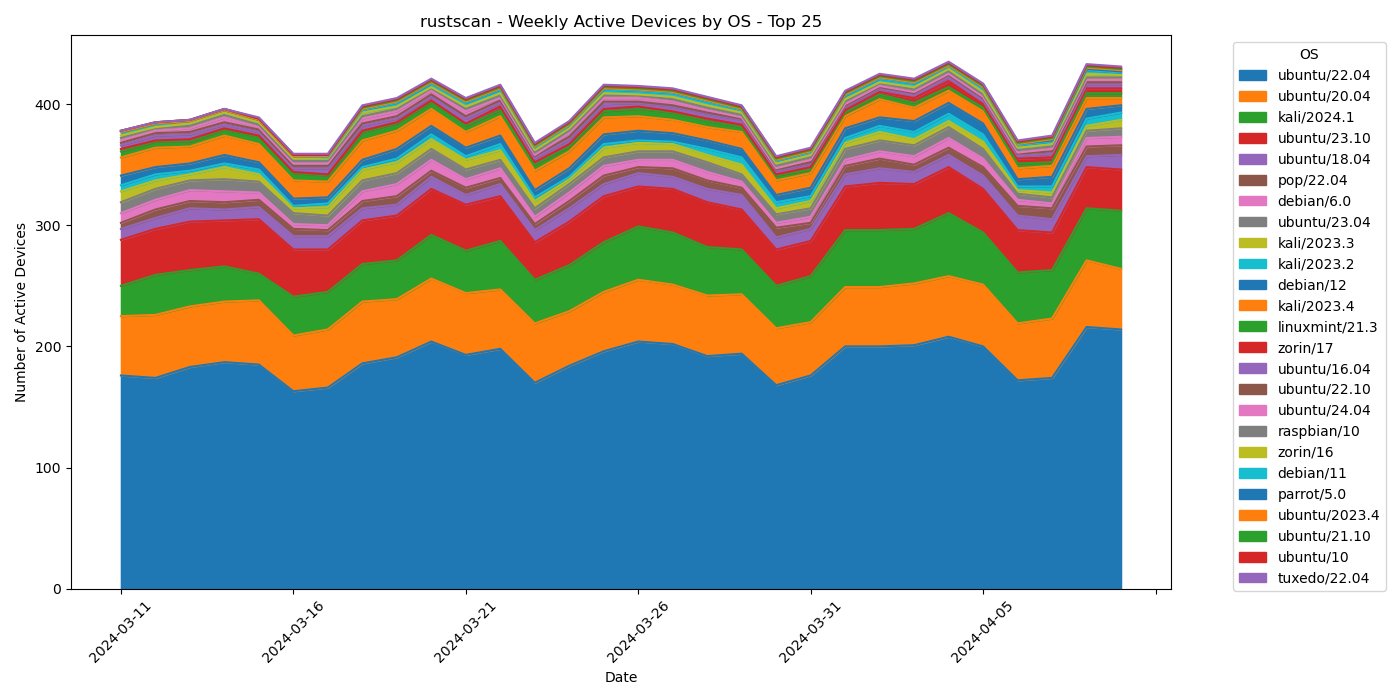 rustscan - Weekly Active Devices by OS - Top 25
Number of Active Devices
400
300
200
100
0
2024-03-11
2024-03-16
2024-03-21
2024-03-26
2024-03-31
2024-04-05
Date
OS
ubuntu/22.04
ubuntu/20.04
kali/2024.1
ubuntu/23.10
ubuntu/18.04
pop/22.04
debian/6.0
ubuntu/23.04
kali/2023.3
kali/2023.2
debian/12
kali/2023.4
linuxmint/21.3
zorin/17
ubuntu/16.04
ubuntu/22.10
ubuntu/24.04
raspbian/10
zorin/16
debian/11
parrot/5.0
ubuntu/2023.4
ubuntu/21.10
ubuntu/10
tuxedo/22.04